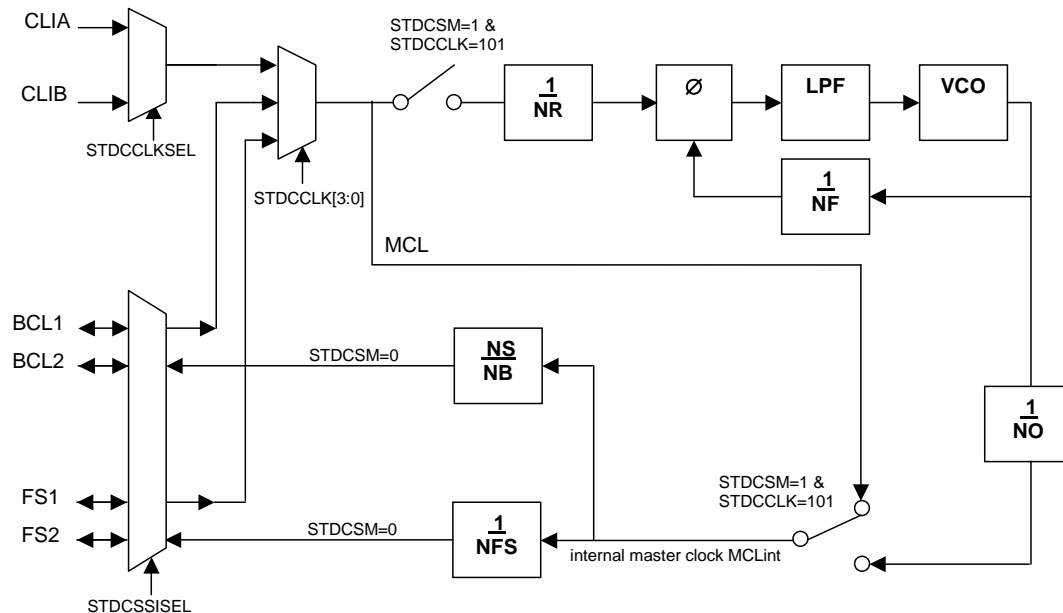 CLIA
CLIB
STDCCLKSEL
STDCCLK[3:0]
STDCSM=1 &
STDCCLK=101
1
NR
Ø
LPF
VCO
1
NF
MCL
BCL1
BCL2
STDCSM=0
NS
NB
1
NO
FS1
FS2
STDCSM=0
1
NFS
STDCSM=1 &
STDCCLK=101
internal master clock MCLint
STDCSSISEL